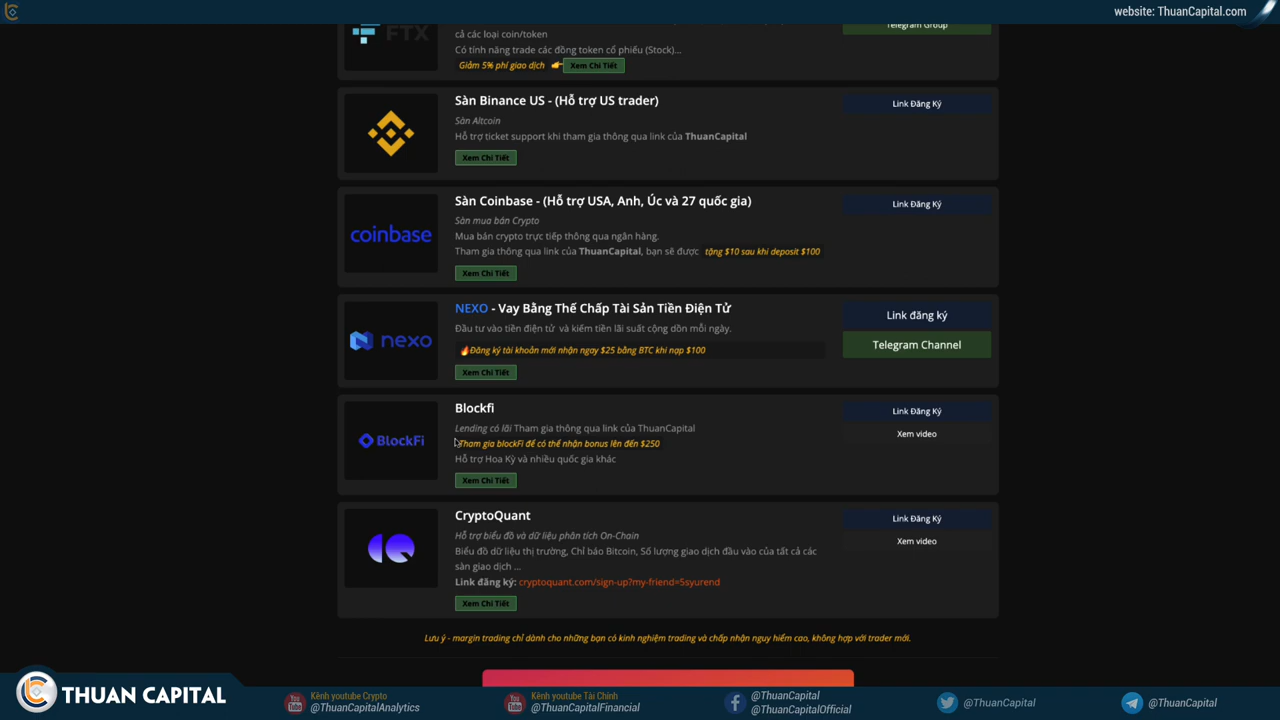 website: ThuanCapital.com
FTX
cả các loại coin/token
Có tính năng trade các đồng token cổ phiếu (Stock)...
Giảm 5% phí giao dịch 👉 Xem Chi Tiết
Telegram Group
Sàn Binance US - (Hỗ trợ US trader)
Sàn Altcoin
Hỗ trợ ticket support khi tham gia thông qua link của ThuanCapital
Xem Chi Tiết
Link Đăng Ký
coinbase
Sàn Coinbase - (Hỗ trợ USA, Anh, Úc và 27 quốc gia)
Sàn mua bán Crypto
Mua bán crypto trực tiếp thông qua ngân hàng.
Tham gia thông qua link của ThuanCapital, bạn sẽ được tặng $10 sau khi deposit $100
Xem Chi Tiết
Link Đăng Ký
nexo
NEXO - Vay Bằng Thế Chấp Tài Sản Tiền Điện Tử
Đầu tư vào tiền điện tử và kiếm tiền lãi suất cộng dồn mỗi ngày.
🔥Đăng ký tài khoản mới nhận ngay $25 bằng BTC khi nạp $100
Xem Chi Tiết
Link đăng ký
Telegram Channel
BlockFi
Blockfi
Lending có lãi Tham gia thông qua link của ThuanCapital
Tham gia blockFi để có thể nhận bonus lên đến $250
Hỗ trợ Hoa Kỳ và nhiều quốc gia khác
Xem Chi Tiết
Link Đăng Ký
Xem video
CryptoQuant
Hỗ trợ biểu đồ và dữ liệu phân tích On-Chain
Biểu đồ dữ liệu thị trường, Chỉ báo Bitcoin, Số lượng giao dịch đầu vào của tất cả các
sàn giao dịch ...
Link đăng ký: cryptoquant.com/sign-up?my-friend=5syurend
Xem Chi Tiết
Link Đăng Ký
Xem video
Lưu ý - margin trading chỉ dành cho những bạn có kinh nghiệm trading và chấp nhận nguy hiểm cao, không hợp với trader mới.
THUAN CAPITAL
Kênh youtube Crypto
@ThuanCapitalAnalytics
Kênh youtube Tài Chính
@ThuanCapitalFinancial
@ThuanCapital
@ThuanCapitalOfficial
@ThuanCapital
@ThuanCapital